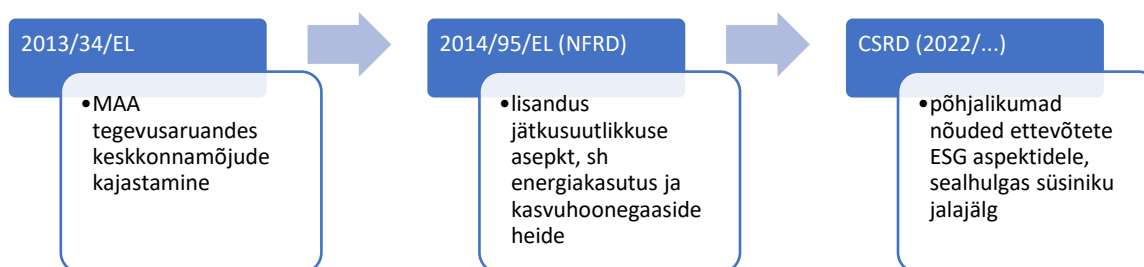 2013/34/EL
•MAA
tegevusaruandes
keskkonnamõjude
kajastamine
2014/95/EL (NFRD)
•lisandus
jätkusuutlikkuse
asepkt, sh
energiakasutus ja
kasvuhoonegaaside
heide
CSRD (2022/...)
•põhjalikumad
nõuded ettevõtete
ESG aspektidele,
sealhulgas süsiniku
jalajälg